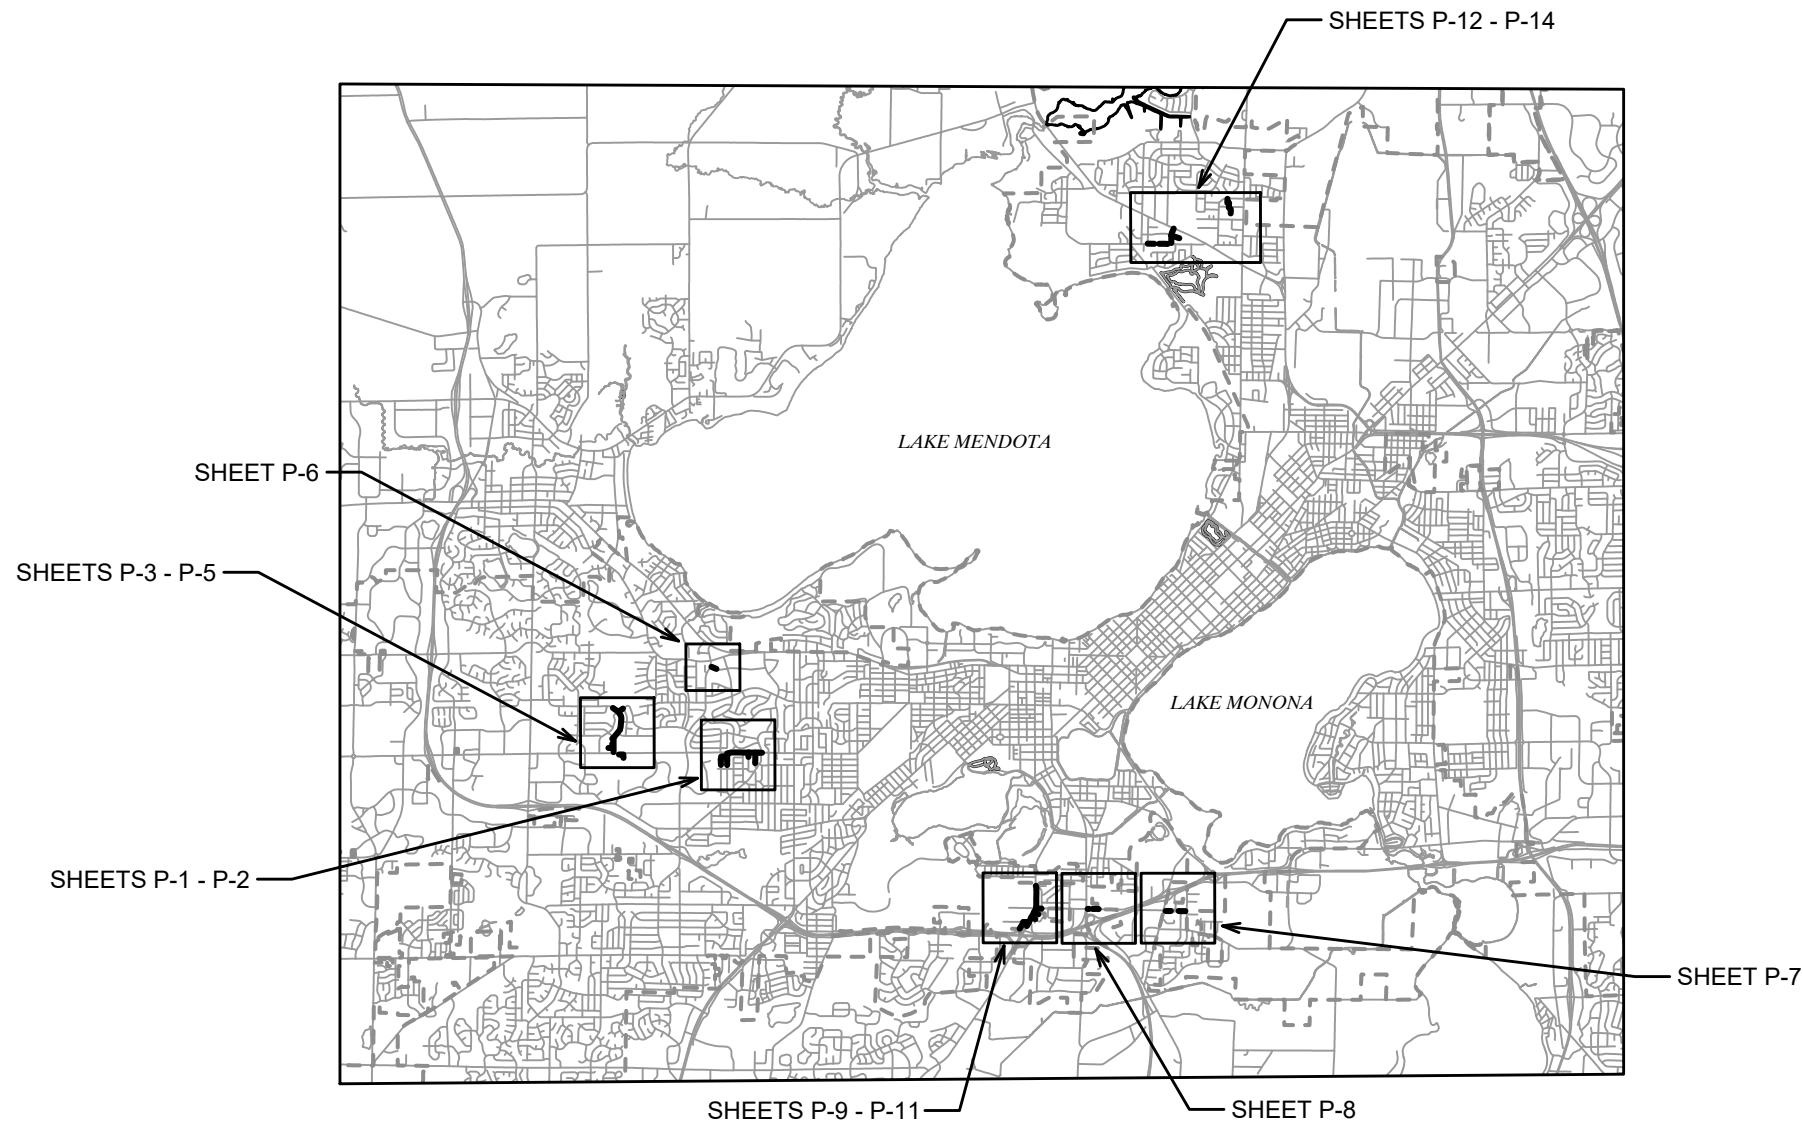 SHEETS P-12 - P-14
LAKE MENDOTA
SHEET P-6
SHEETS P-3 - P-5
LAKE MONONA
SHEETS P-1 - P-2
SHEET P-7
SHEETS P-9 - P-11
SHEET P-8